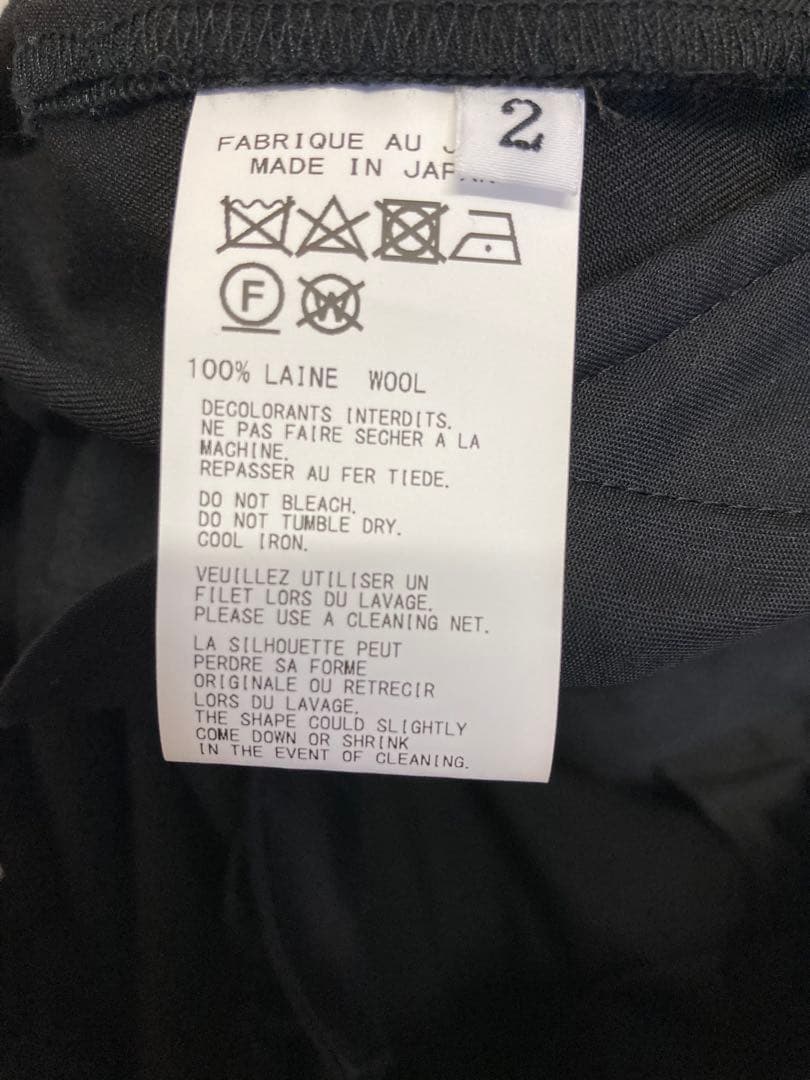 2
FABRIQUE AU
MADE IN
F
W
100% LAINE WOOL
DECOLORANTS INTERDITS.
NE PAS FAIRE SECHER A LA
MACHINE.
REPASSER AU FER TIEDE.
DO NOT BLEACH.
DO NOT TUMBLE DRY.
COOL IRON.
VEUILLEZ UTILISER UN
FILET LORS DU LAVAGE.
PLEASE USE A CLEANING NET.
LA SILHOUETTE PEUT
PERDRE SA FORME
ORIGINALE OU RETRECIR
LORS DU LAVAGE.
THE SHAPE COULD SLIGHTLY
COME DOWN OR SHRINK
IN THE EVENT OF CLEANING.